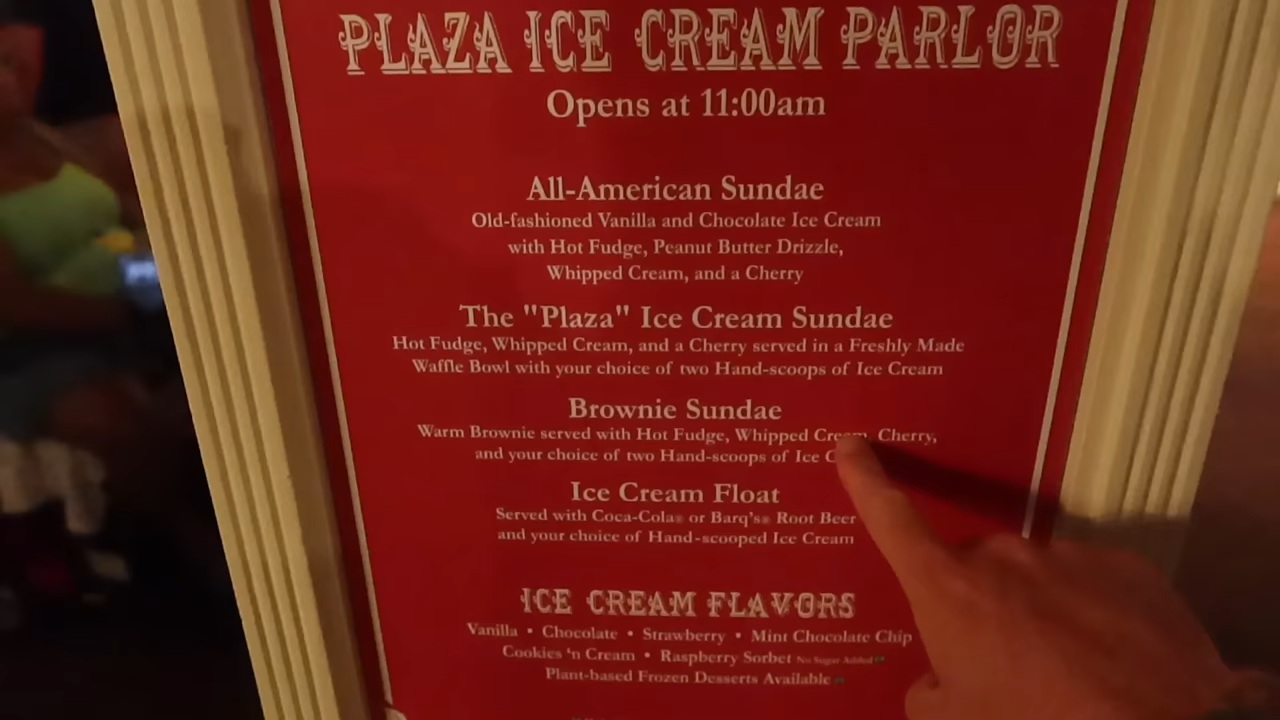 PLAZA ICE CREAM PARLOR
Opens at 11:00am
All-American Sundae
Old-fashioned Vanilla and Chocolate Ice Cream
with Hot Fudge, Peanut Butter Drizzle,
Whipped Cream, and a Cherry
The "Plaza" Ice Cream Sundae
Hot Fudge, Whipped Cream, and a Cherry served in a Freshly Made
Waffle Bowl with your choice of two Hand-scoops of Ice Cream
Brownie Sundae
Warm Brownie served with Hot Fudge, Whipped Cream, Cherry,
and your choice of two Hand-scoops of Ice
Ice Cream Float
Served with Coca-Cola® or Barq's® Root Beer
and your choice of Hand-scooped Ice Cream
ICE CREAM FLAVORS
Vanilla • Chocolate • Strawberry • Mint Chocolate Chip
Cookies 'n Cream • Raspberry Sorbet No Sugar Added
Plant-based Frozen Desserts Available